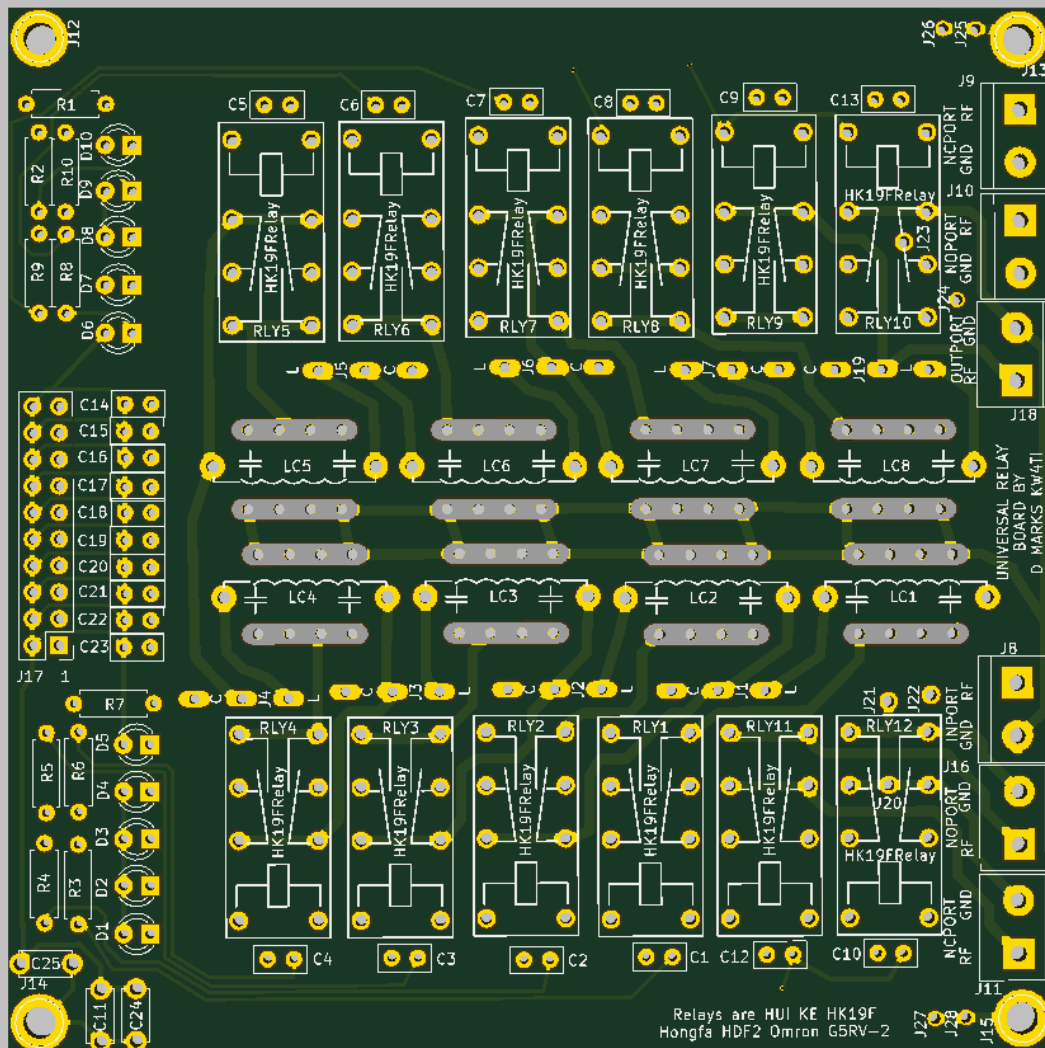 J12
J26
J25
J13
R1
C5
C6
C7
C8
C9
C13
J9
NCPORT RF
GND
D10
R2
R10
D9
D8
R9
R8
D7
D6
HK19FRelay
HK19FRelay
HK19FRelay
HK19FRelay
HK19FRelay
HK19FRelay
J10
NOPORT RF
GND
J23
J24
RLY5
RLY6
RLY7
RLY8
RLY9
RLY10
OUTPORT GND
RF
J18
L J5 C
L J6 C
L J7 C
C J19 L
C14
C15
C16
C17
C18
C19
C20
C21
C22
C23
J17 1
LC5
LC6
LC7
LC8
LC4
LC3
LC2
LC1
UNIVERSAL RELAY
BOARD BY
D MARKS KW4TI
J8
INPORT RF
GND
C J4 L
C J3 L
C J2 L
C J1 L
J21
J22
R7
D5
R5
R6
D4
D3
R4
R3
D2
D1
RLY4
RLY3
RLY2
RLY1
RLY11
RLY12
HK19FRelay
HK19FRelay
HK19FRelay
HK19FRelay
HK19FRelay
J20
HK19FRelay
J16
NOPORT GND
RF
NCPORT GND
RF
J11
C25
J14
C11
C24
C4
C3
C2
C1
C12
C10
Relays are HUI KE HK19F
Hongfa HDF2 Omron G5RV-2
J27
J28
J15